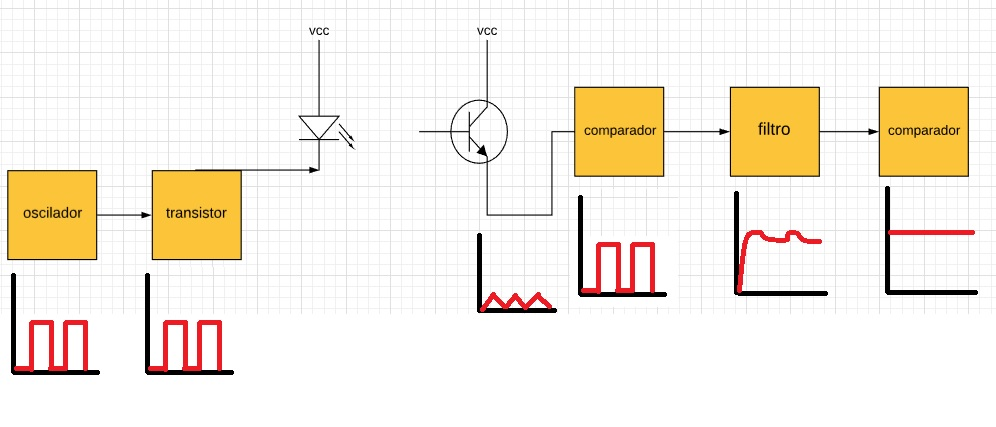 vcc
vcc
comparador
filtro
comparador
oscilador
transistor